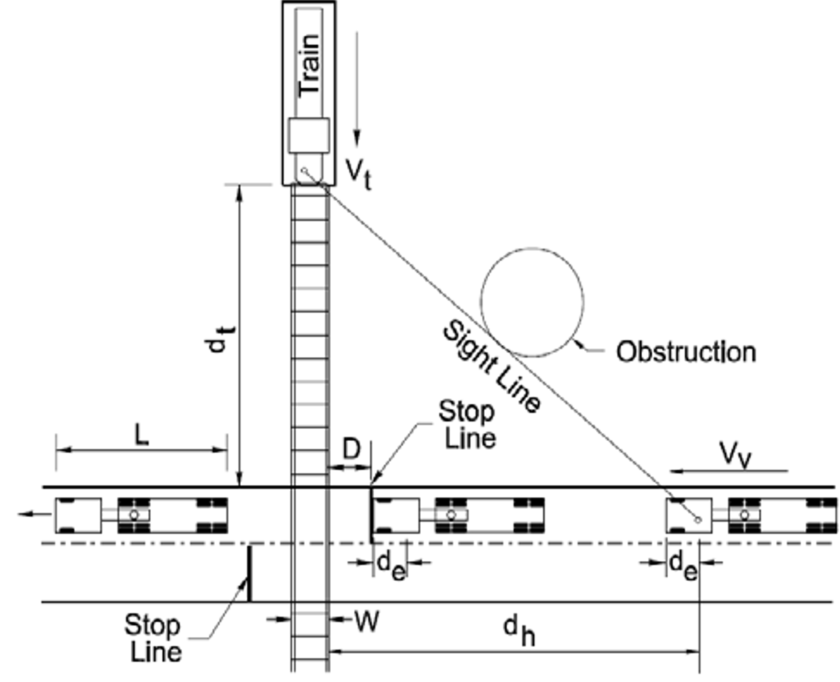 Train
Vt
dt
Sight Line
Obstruction
Stop
Line
L
D
Vv
de
de
Stop
Line
W
dh